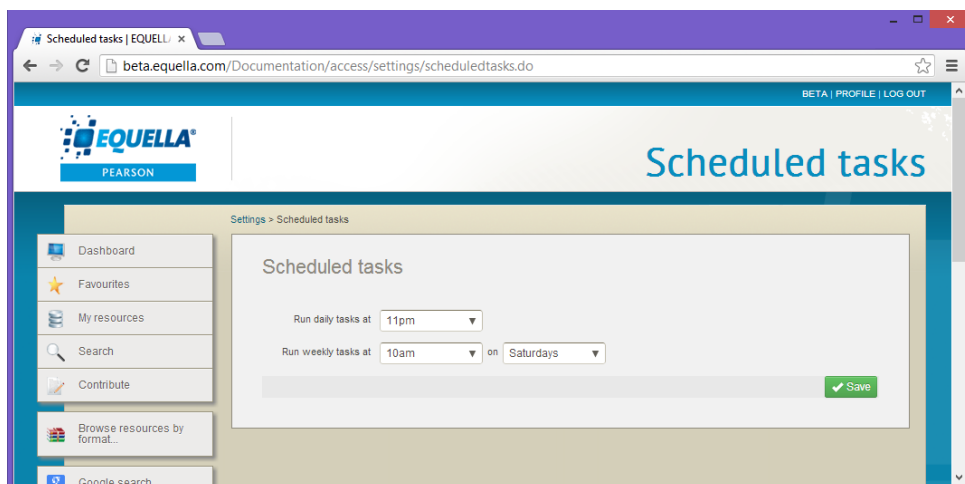 Scheduled tasks | EQUELL
beta.equella.com/Documentation/access/settings/scheduledtasks.do
BETA | PROFILE | LOG OUT
EQUELLA®
PEARSON
Scheduled tasks
Settings > Scheduled tasks
Dashboard
Favourites
My resources
Search
Contribute
Browse resources by
format...
Google search
Scheduled tasks
Run daily tasks at 11pm
Run weekly tasks at 10am on Saturdays
Save